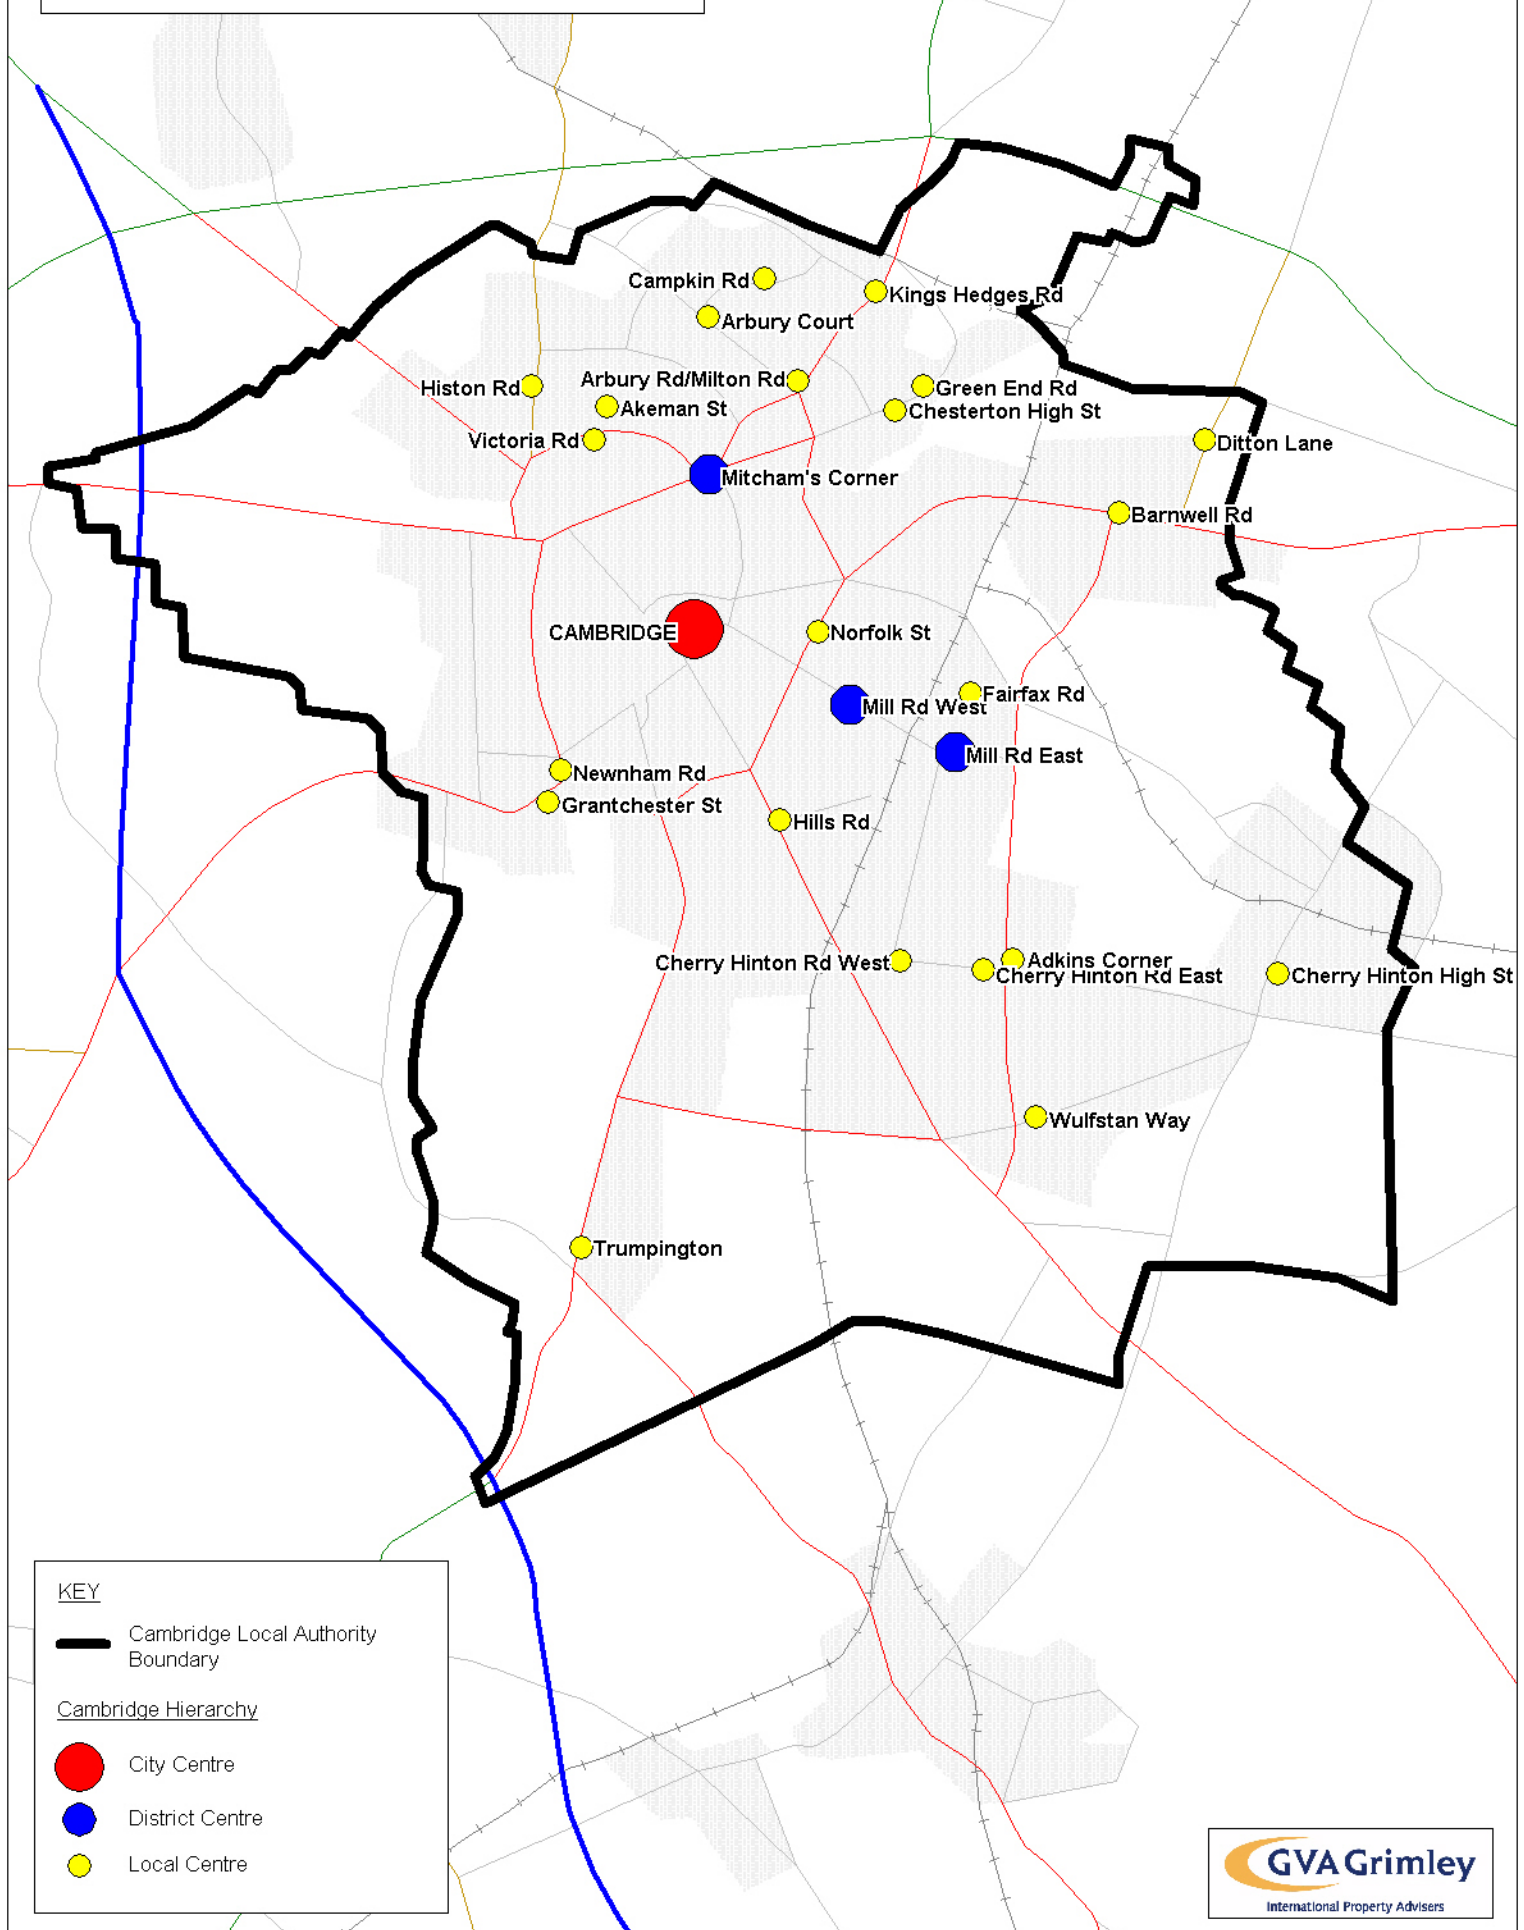 Campkin Rd
Kings Hedges Rd
Arbury Court
Histon Rd
Arbury Rd/Milton Rd
Green End Rd
Akeman St
Chesterton High St
Victoria Rd
Ditton Lane
Mitcham's Corner
Barnwell Rd
CAMBRIDGE
Norfolk St
Fairfax Rd
Mill Rd West
Mill Rd East
Newnham Rd
Grantchester St
Hills Rd
Cherry Hinton Rd West
Adkins Corner
Cherry Hinton Rd East
Cherry Hinton High St
Wulfstan Way
Trumpington
KEY
Cambridge Local Authority
Boundary
Cambridge Hierarchy
City Centre
District Centre
Local Centre
GVA Grimley
International Property Advisers